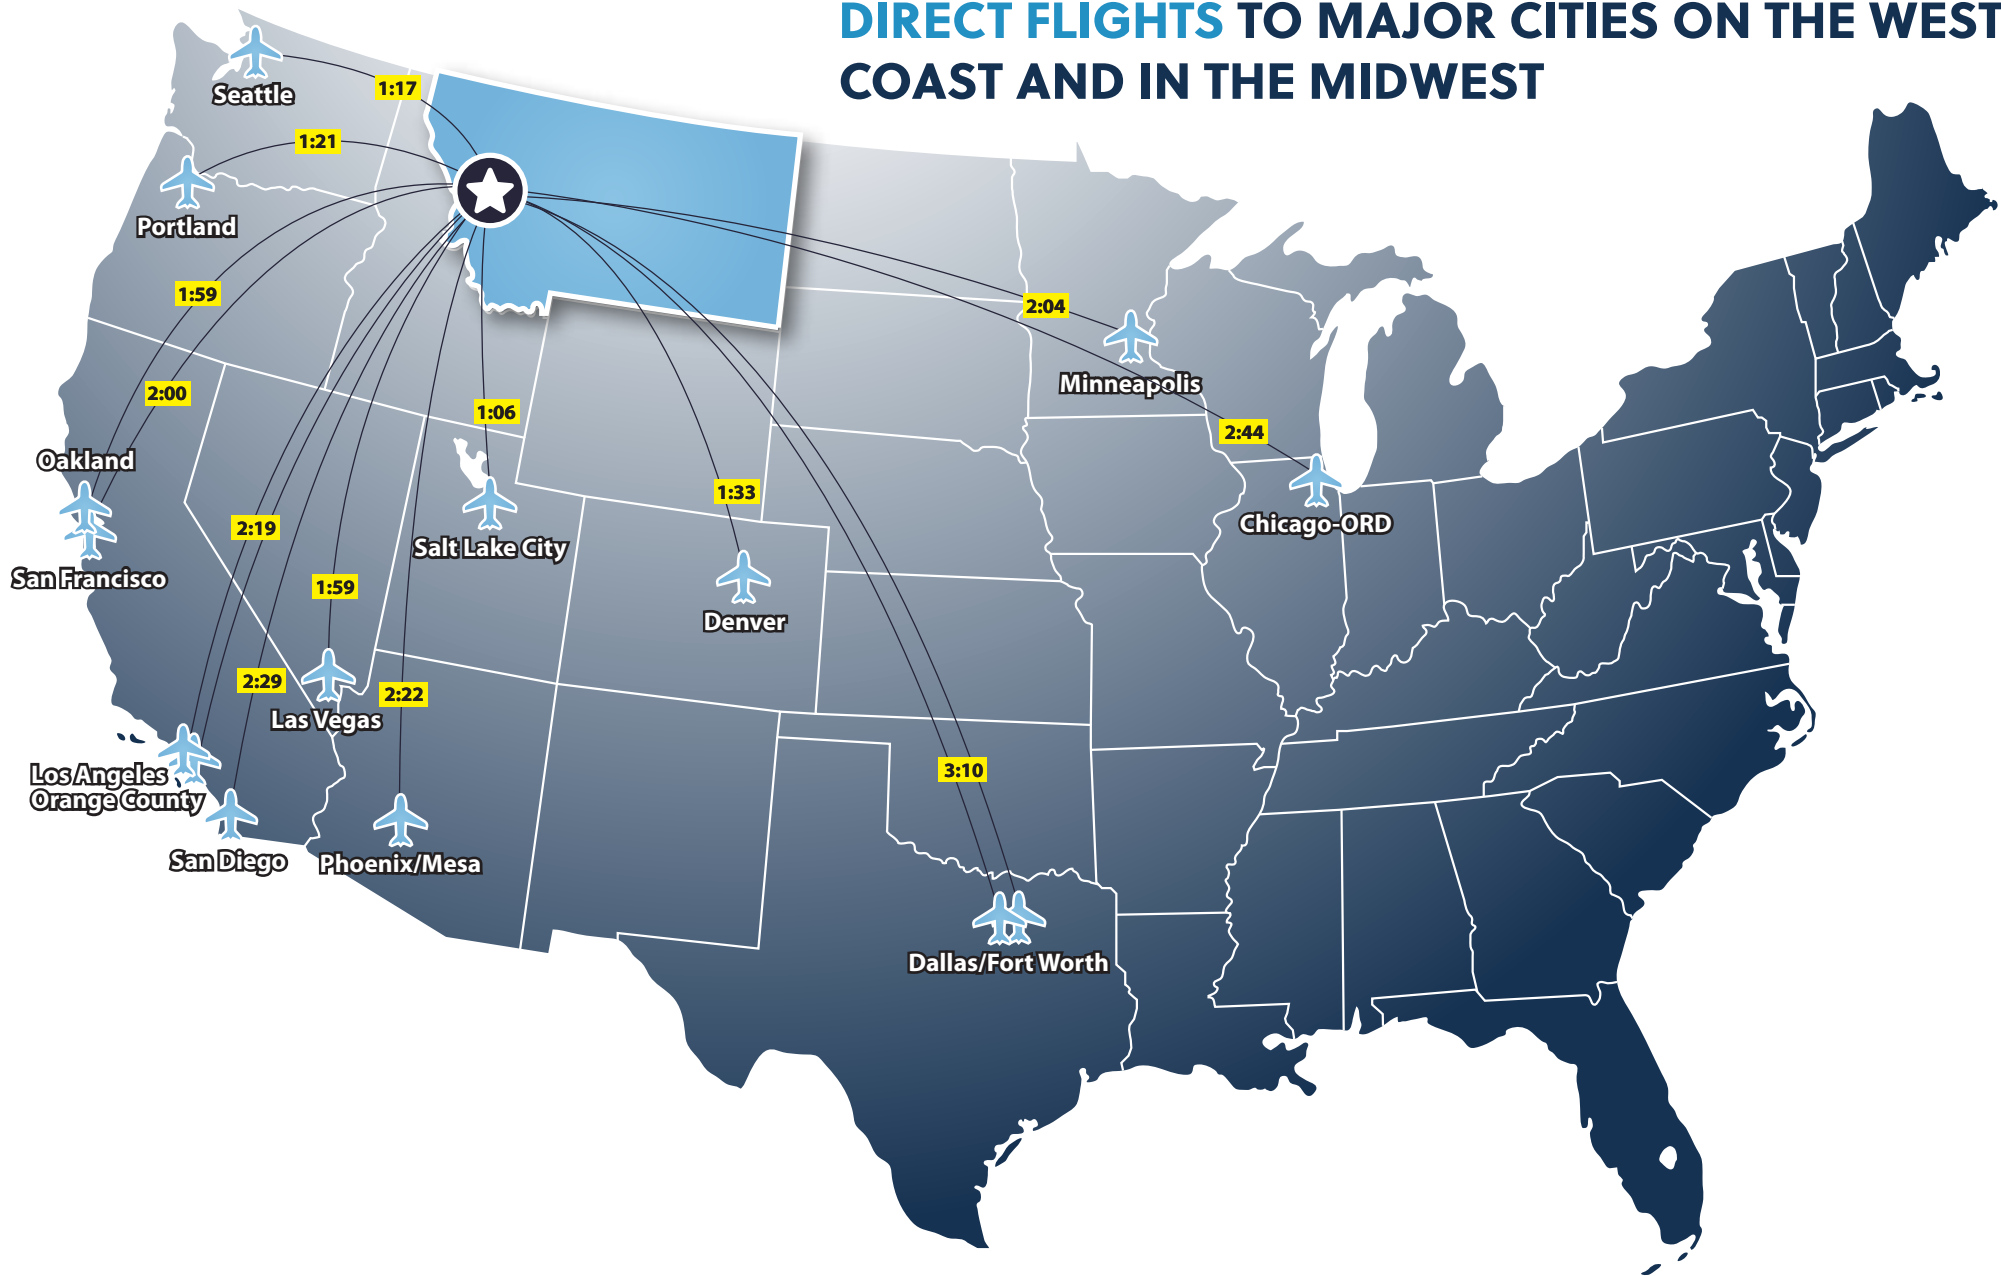 DIRECT FLIGHTS TO MAJOR CITIES ON THE WEST
COAST AND IN THE MIDWEST
Seattle
1:17
1:21
Portland
1:59
2:04
Minneapolis
2:00
1:06
2:44
Oakland
1:33
Chicago-ORD
2:19
Salt Lake City
San Francisco
1:59
Denver
2:29
2:22
Las Vegas
3:10
Los Angeles
Orange County
San Diego
Phoenix/Mesa
Dallas/Fort Worth